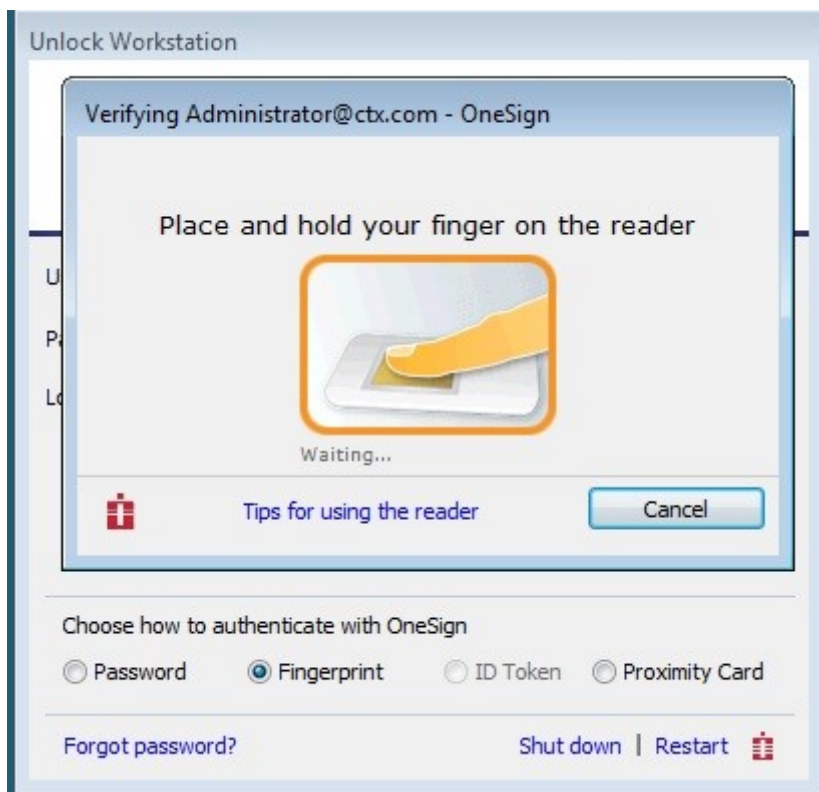 Unlock Workstation
Verifying Administrator@ctx.com - OneSign
Place and hold your finger on the reader
Waiting...
Tips for using the reader
Cancel
Choose how to authenticate with OneSign
Password Fingerprint ID Token Proximity Card
Forgot password? Shut down | Restart